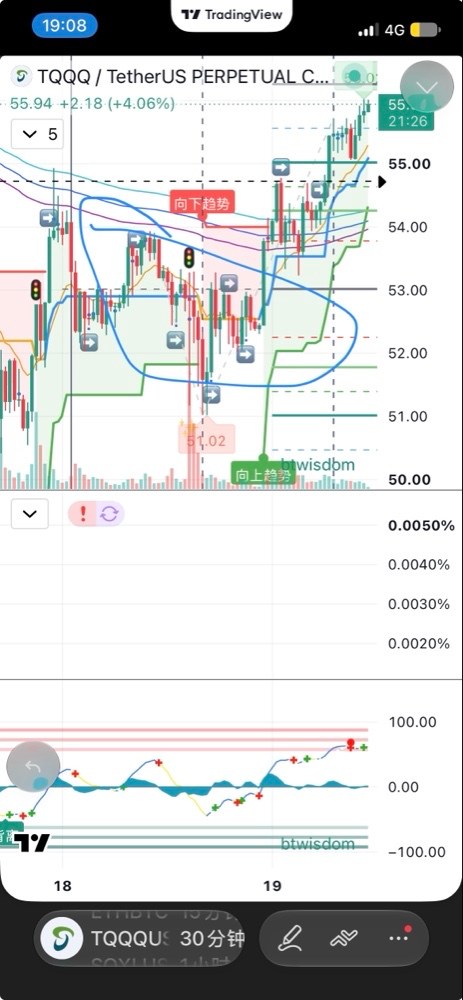 19:08
TradingView
4G
TQQQ / TetherUS PERPETUAL C...
55.94 +2.18 (+4.06%)
21:26
5
55.00
向下趋势
54.00
53.00
52.00
51.00
51.02
btwisdom
向上趋势
50.00
0.0050%
0.0040%
0.0030%
0.0020%
100.00
0.00
btwisdom
−100.00
18
19
TQQQUS
30分钟